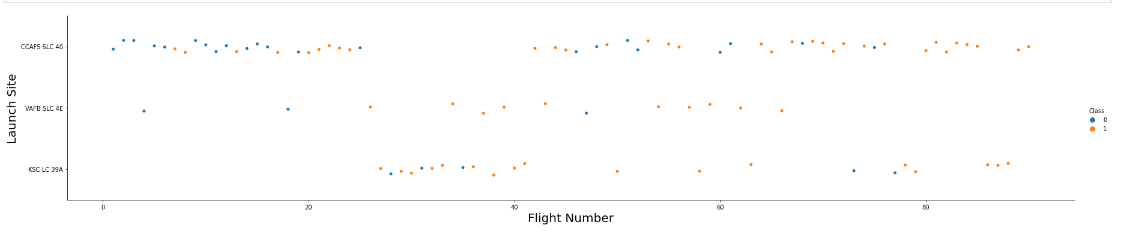 CCAFS SLC 40
VAFB SLC 4E
KSC LC 39A
Launch Site
0 20 40 60 80
Flight Number
Class
0
1